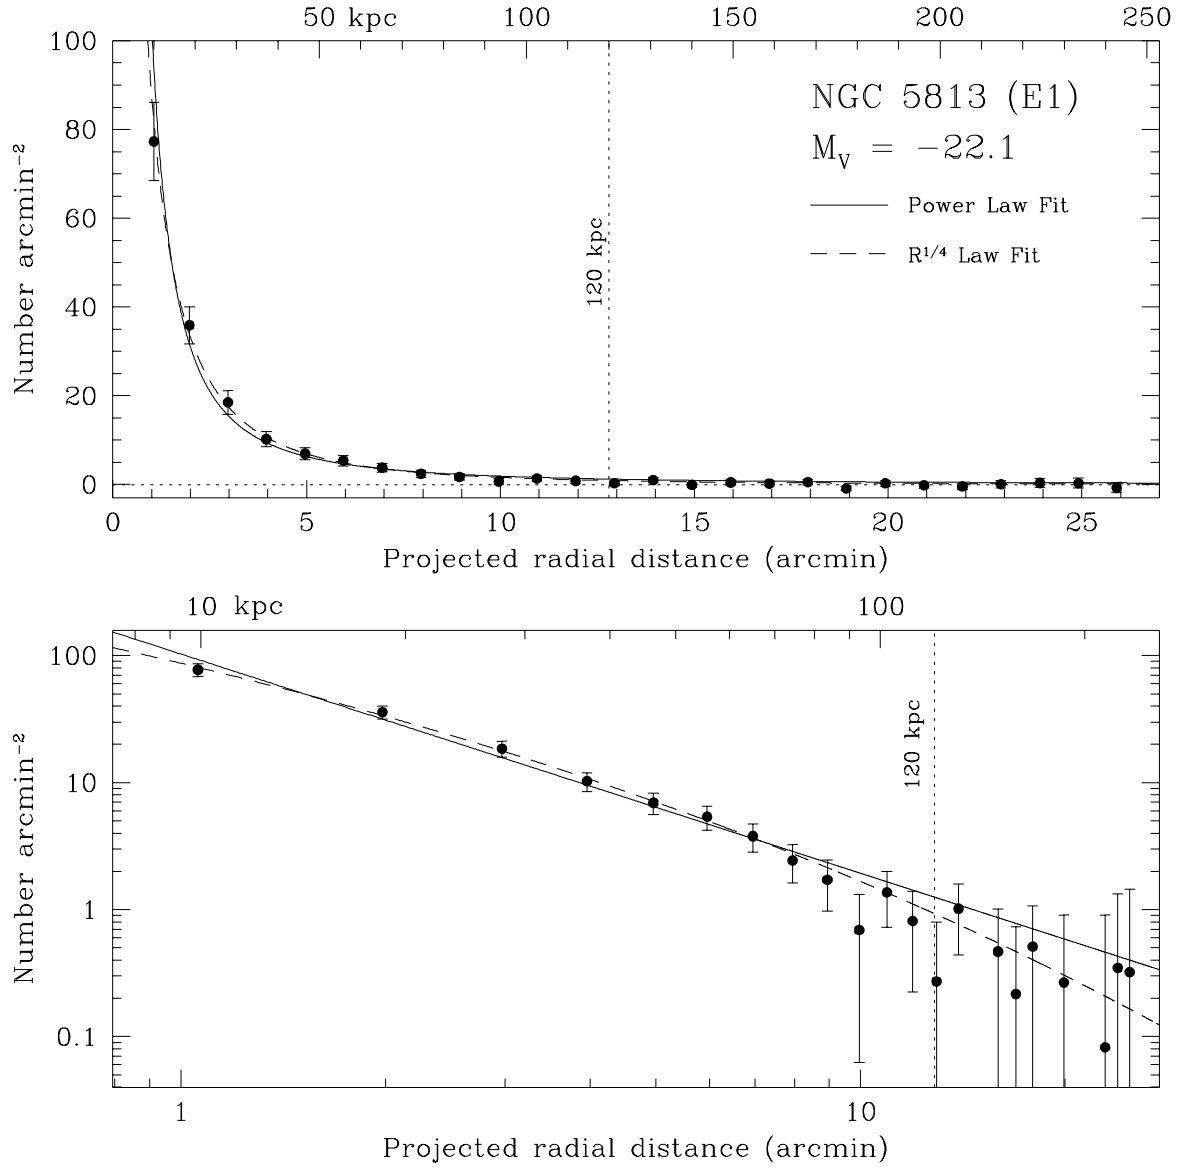 50 kpc 100 150 200 250
100
80
60
40
20
0
Number arcmin⁻²
NGC 5813 (E1)
M_V = −22.1
Power Law Fit
R^1/4 Law Fit
120 kpc
0 5 10 15 20 25
Projected radial distance (arcmin)
10 kpc 100
100
10
1
0.1
Number arcmin⁻²
120 kpc
1 10
Projected radial distance (arcmin)